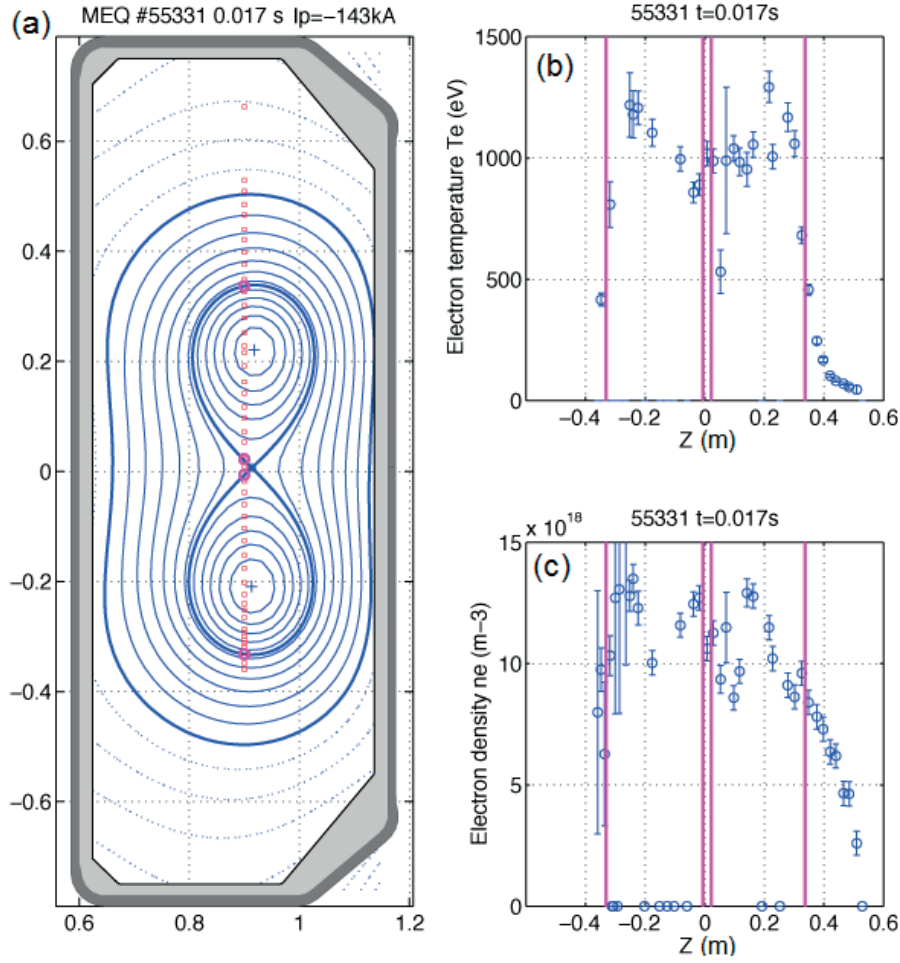 (a) MEQ #55331 0.017 s Ip=−143kA
0.6
0.4
0.2
0
−0.2
−0.4
−0.6
0.6 0.8 1 1.2
55331 t=0.017s
(b)
Electron temperature Te (eV)
1500
1000
500
0
−0.4 −0.2 0 0.2 0.4 0.6
Z (m)
55331 t=0.017s
x 10^18
(c)
Electron density ne (m−3)
15
10
5
0
−0.4 −0.2 0 0.2 0.4 0.6
Z (m)